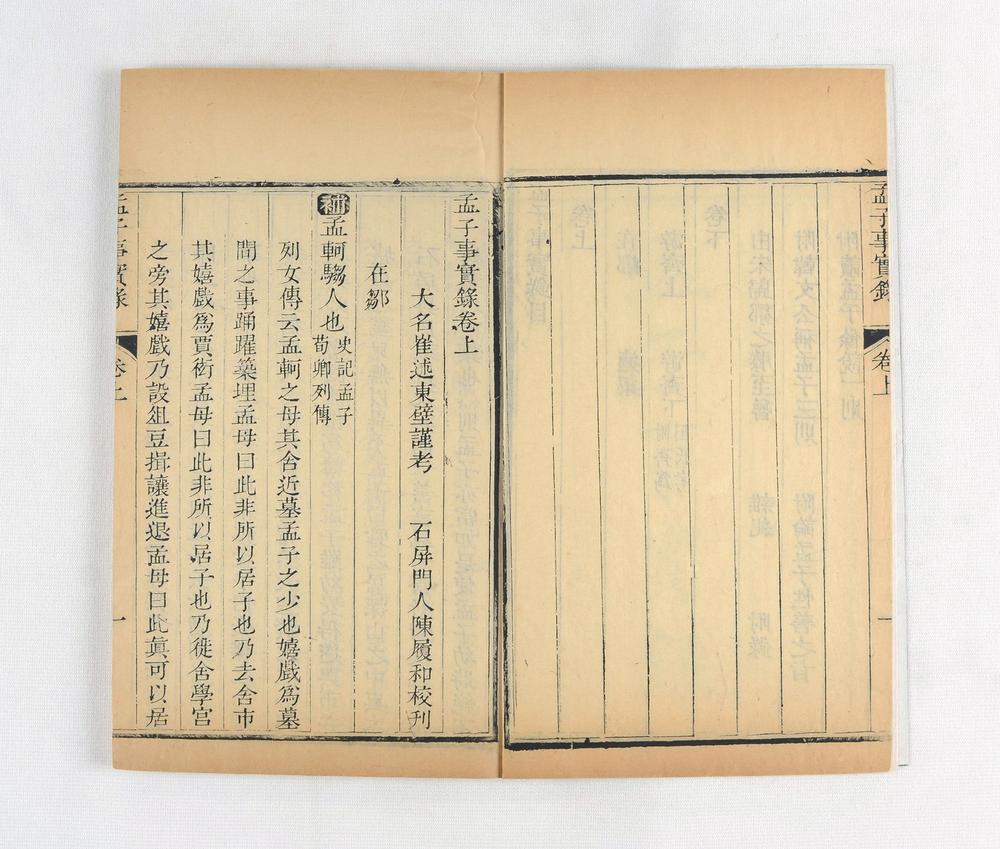 孟子事實錄 卷上 一
孟子事實錄卷上
大名崔述東壁謹考 石屏門人陳履和校刋
在鄒
補孟軻騶人也史記孟子
荀卿列傳
列女傳云孟軻之母其舍近墓孟子之少也嬉戲爲墓
間之事踊躍築埋孟母曰此非所以居子也乃去舍市
其嬉戲爲賈衒孟母曰此非所以居子也乃徙舍學宮
之旁其嬉戲乃設俎豆揖讓進退孟母曰此眞可以居
孟子事實錄 卷上 一